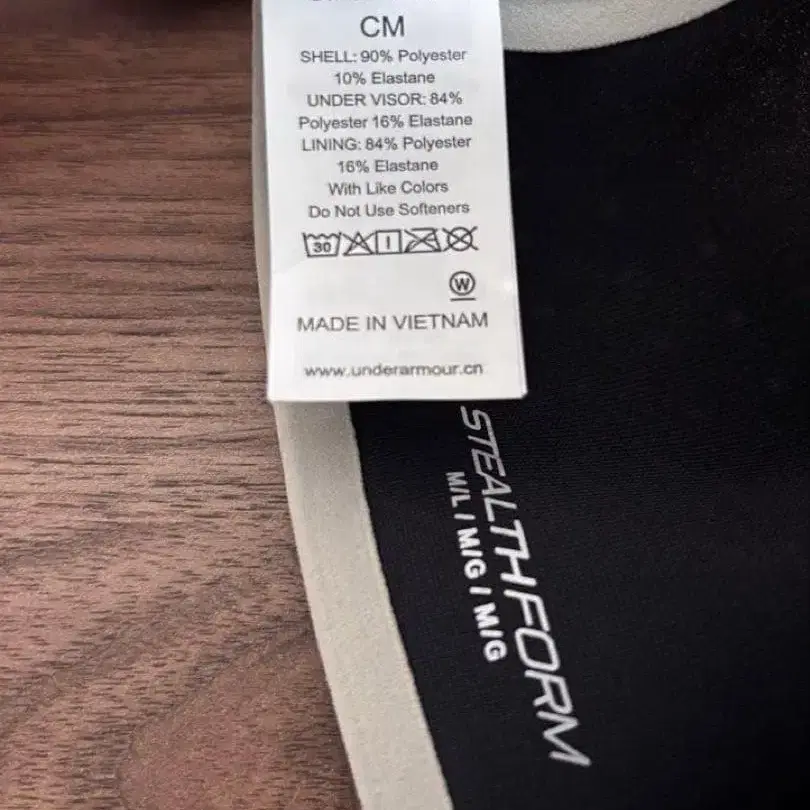 CM
SHELL: 90% Polyester
10% Elastane
UNDER VISOR: 84%
Polyester 16% Elastane
LINING: 84% Polyester
16% Elastane
With Like Colors
Do Not Use Softeners
30
W
MADE IN VIETNAM
www.underarmour.cn
STEALTHFORM
M/L / M/G / M/G